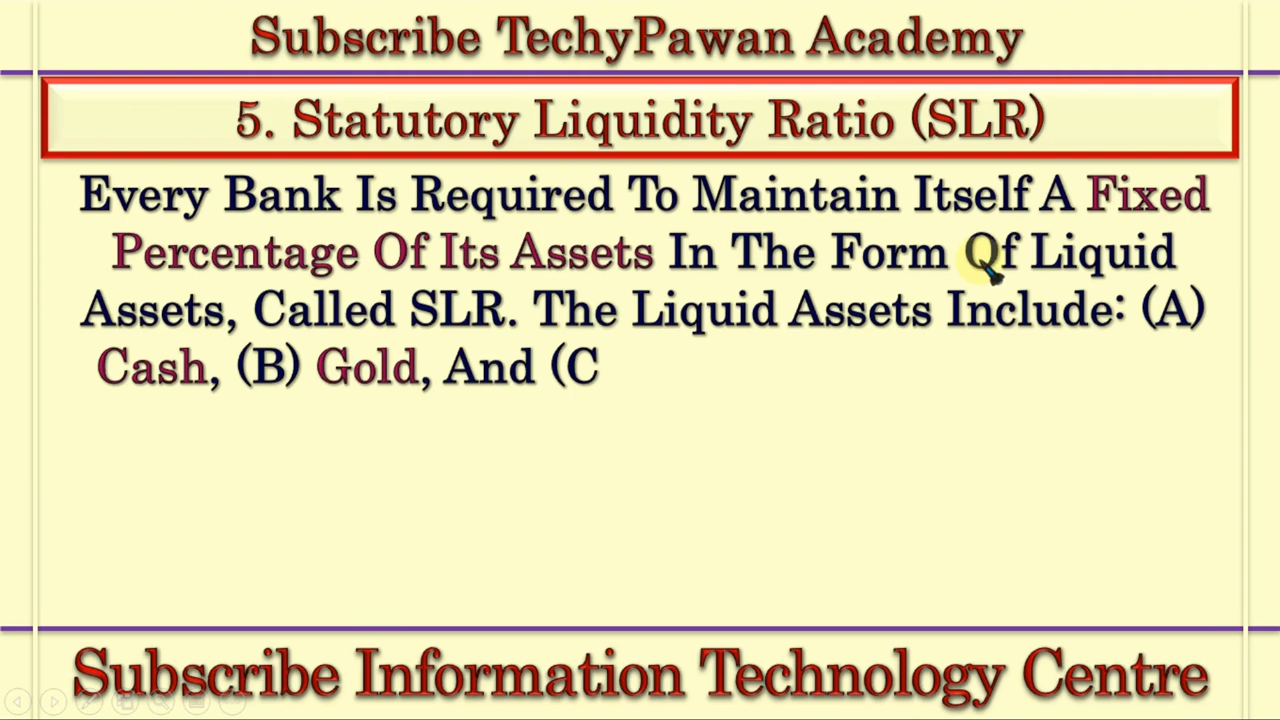 Subscribe TechyPawan Academy
5. Statutory Liquidity Ratio (SLR)
Every Bank Is Required To Maintain Itself A Fixed
Percentage Of Its Assets In The Form Of Liquid
Assets, Called SLR. The Liquid Assets Include: (A)
Cash, (B) Gold, And (C
Subscribe Information Technology Centre